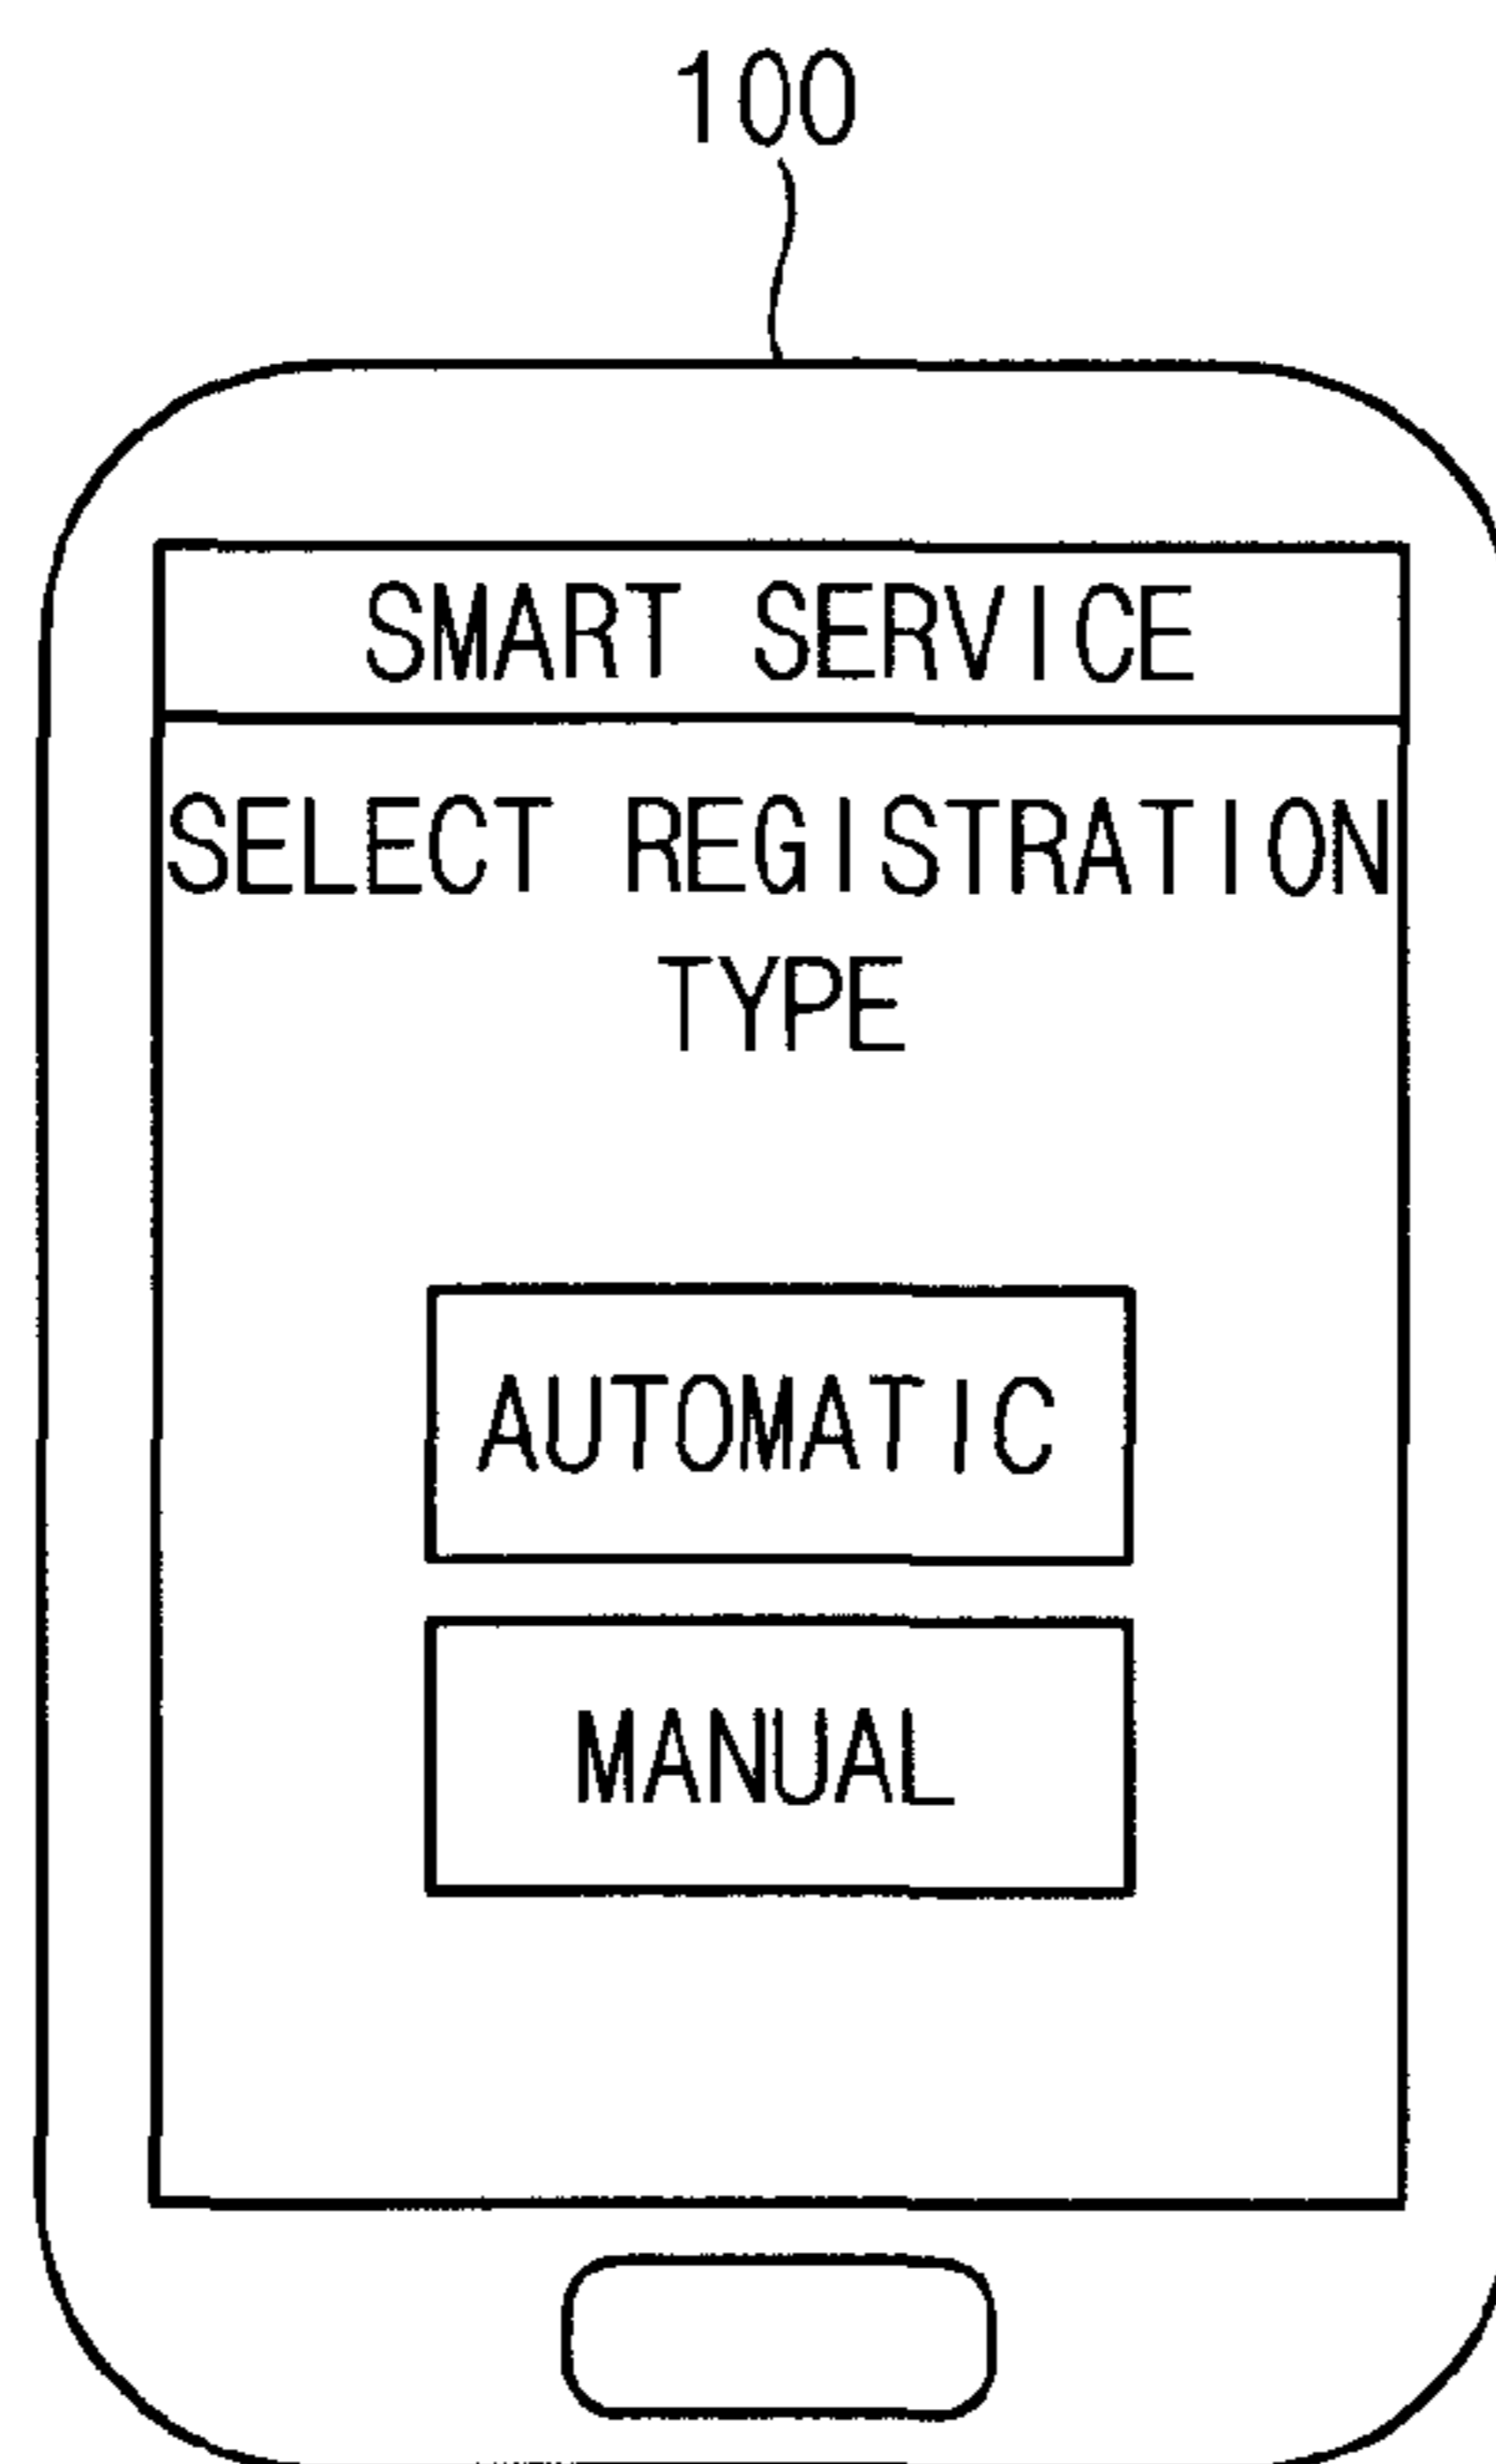 100
SMART SERVICE
SELECT REGISTRATION
TYPE
AUTOMATIC
MANUAL